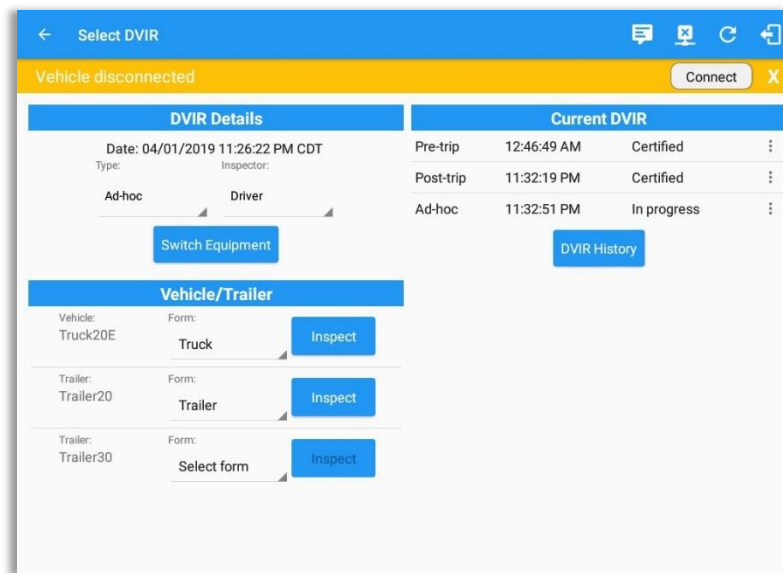 Select DVIR
Vehicle disconnected
Connect
X
DVIR Details
Date: 04/01/2019 11:26:22 PM CDT
Type:
Inspector:
Ad-hoc
Driver
Switch Equipment
Vehicle/Trailer
Vehicle:
Form:
Truck20E
Truck
Inspect
Trailer:
Form:
Trailer20
Trailer
Inspect
Trailer:
Form:
Trailer30
Select form
Inspect
Current DVIR
Pre-trip 12:46:49 AM Certified
Post-trip 11:32:19 PM Certified
Ad-hoc 11:32:51 PM In progress
DVIR History